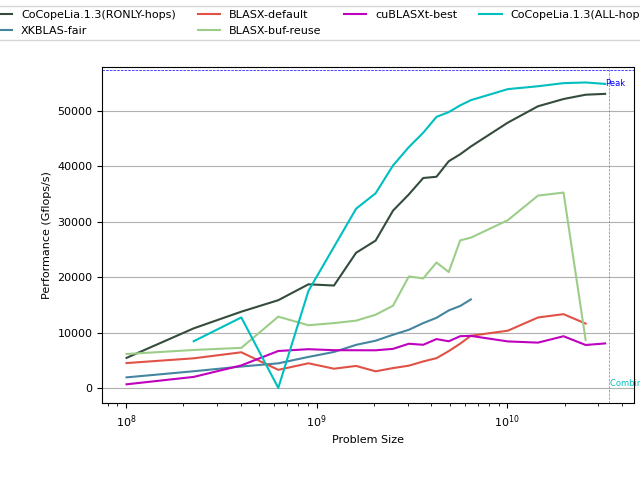 CoCopeLia.1.3(RONLY-hops)
BLASX-default
cuBLASXt-best
CoCopeLia.1.3(ALL-hop
XKBLAS-fair
BLASX-buf-reuse
Peak
50000
40000
30000
20000
10000
0
Performance (Gflops/s)
Combin
10^8
10^9
10^10
Problem Size